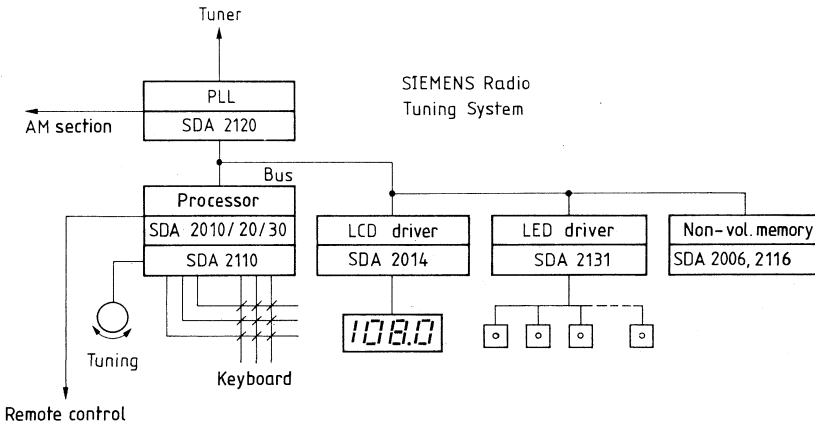 Tuner
SIEMENS Radio
Tuning System
PLL
SDA 2120
AM section
Bus
Processor
SDA 2010/20/30
SDA 2110
LCD driver
SDA 2014
LED driver
SDA 2131
Non-vol. memory
SDA 2006, 2116
108.0
Tuning
Keyboard
Remote control